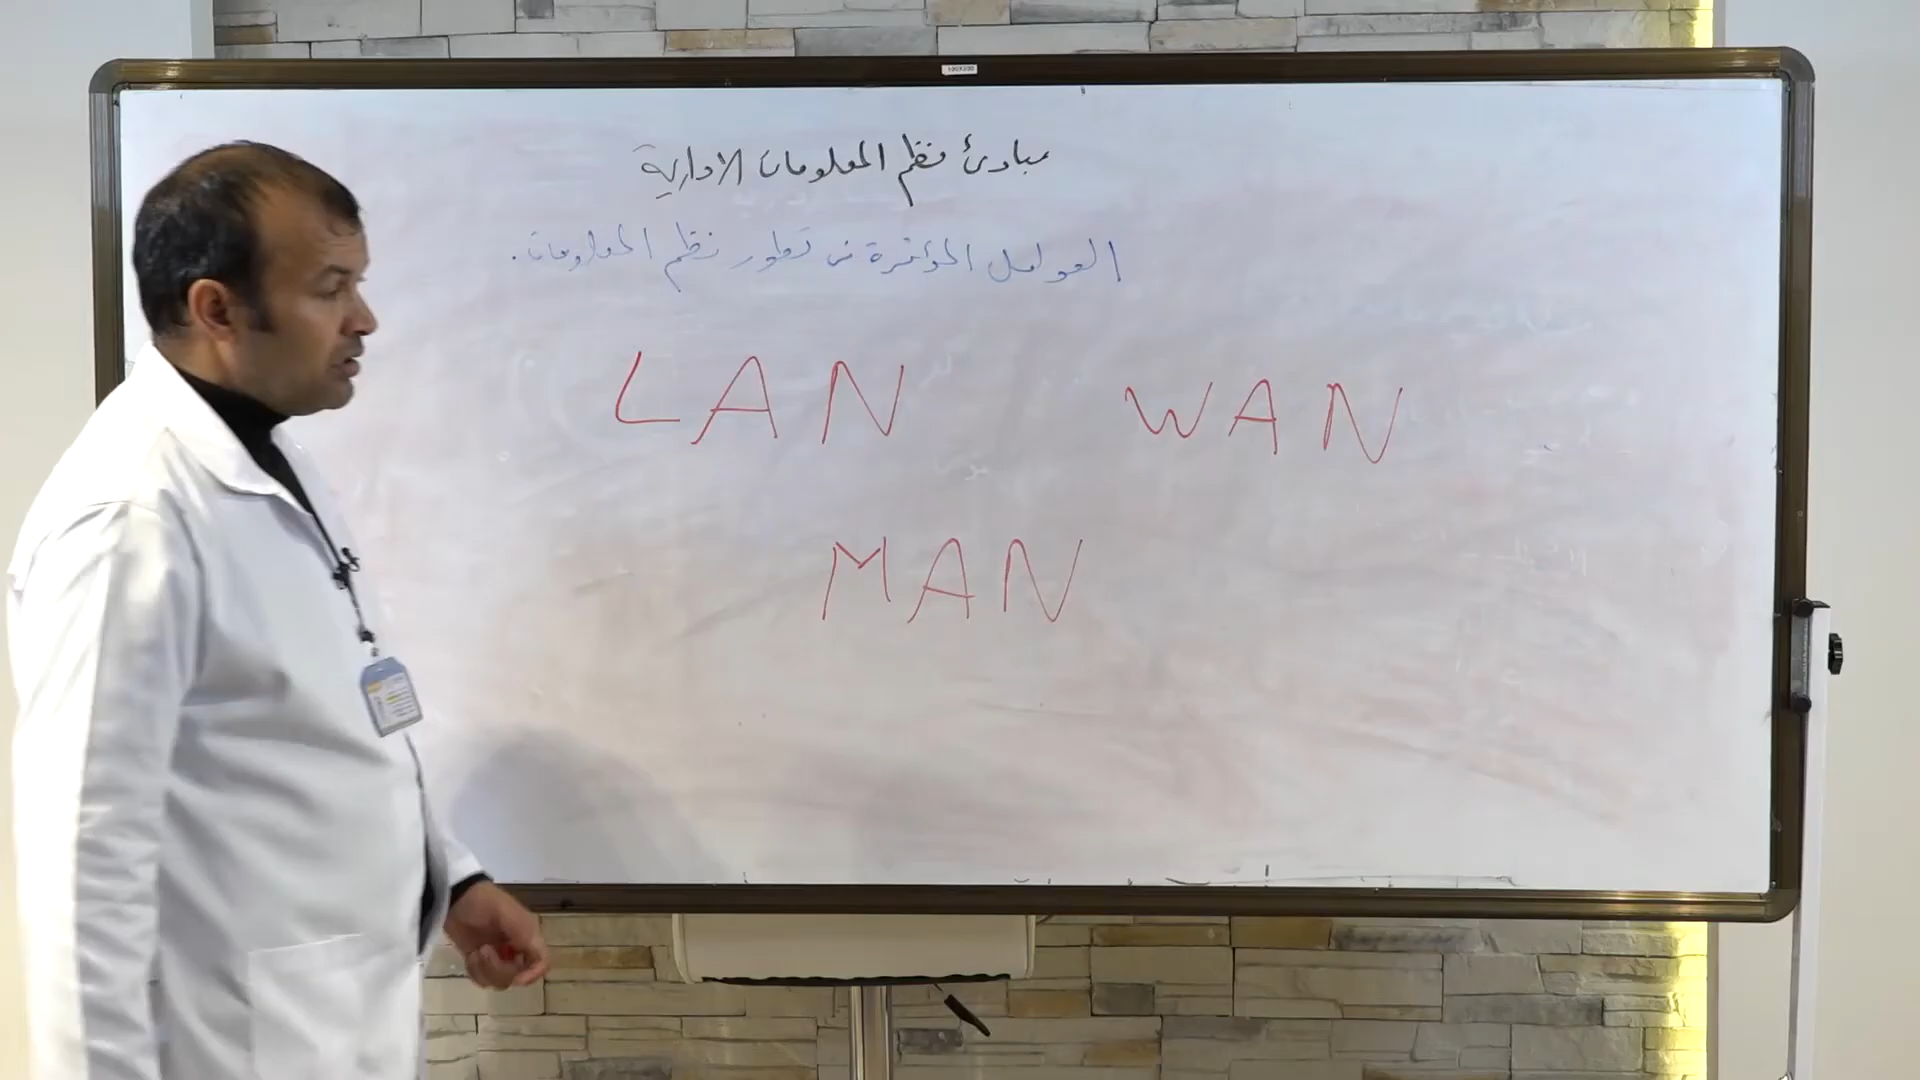 مبادئ نظم المعلومات الادارية
العوامل المؤثرة في تطور نظم المعلومات.
LAN WAN
MAN